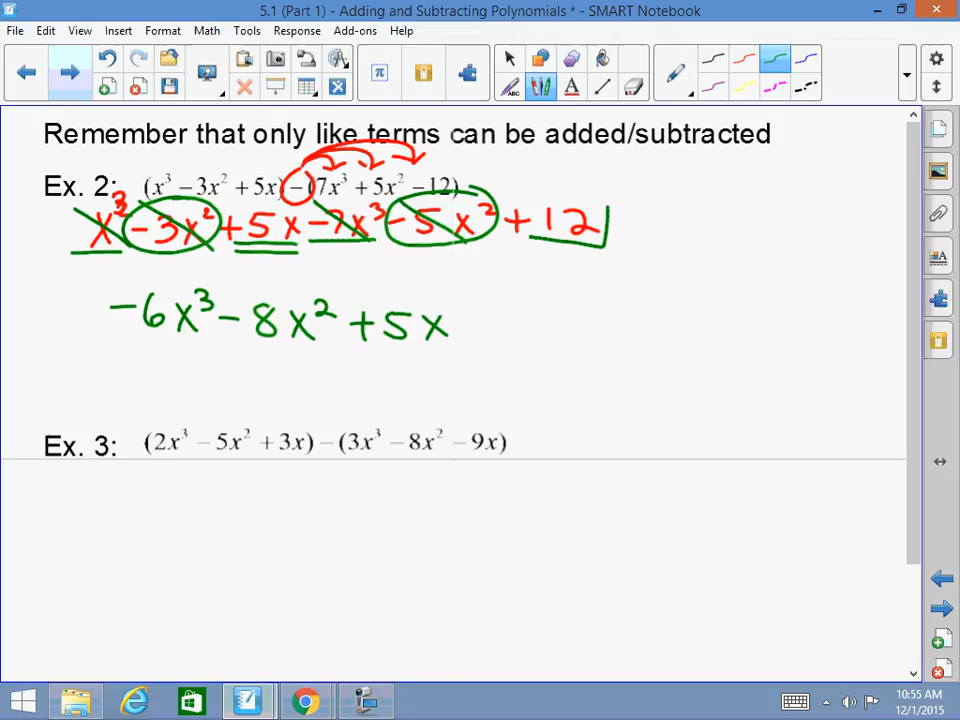 5.1 (Part 1) - Adding and Subtracting Polynomials * - SMART Notebook
File Edit View Insert Format Math Tools Response Add-ons Help
Remember that only like terms can be added/subtracted
Ex. 2: (x³ − 3x² + 5x) − (7x³ + 5x² − 12)
x³ − 3x² + 5x − 7x³ − 5x² + 12
−6x³ − 8x² + 5x
Ex. 3: (2x³ − 5x² + 3x) − (3x³ − 8x² − 9x)
10:55 AM
12/1/2015